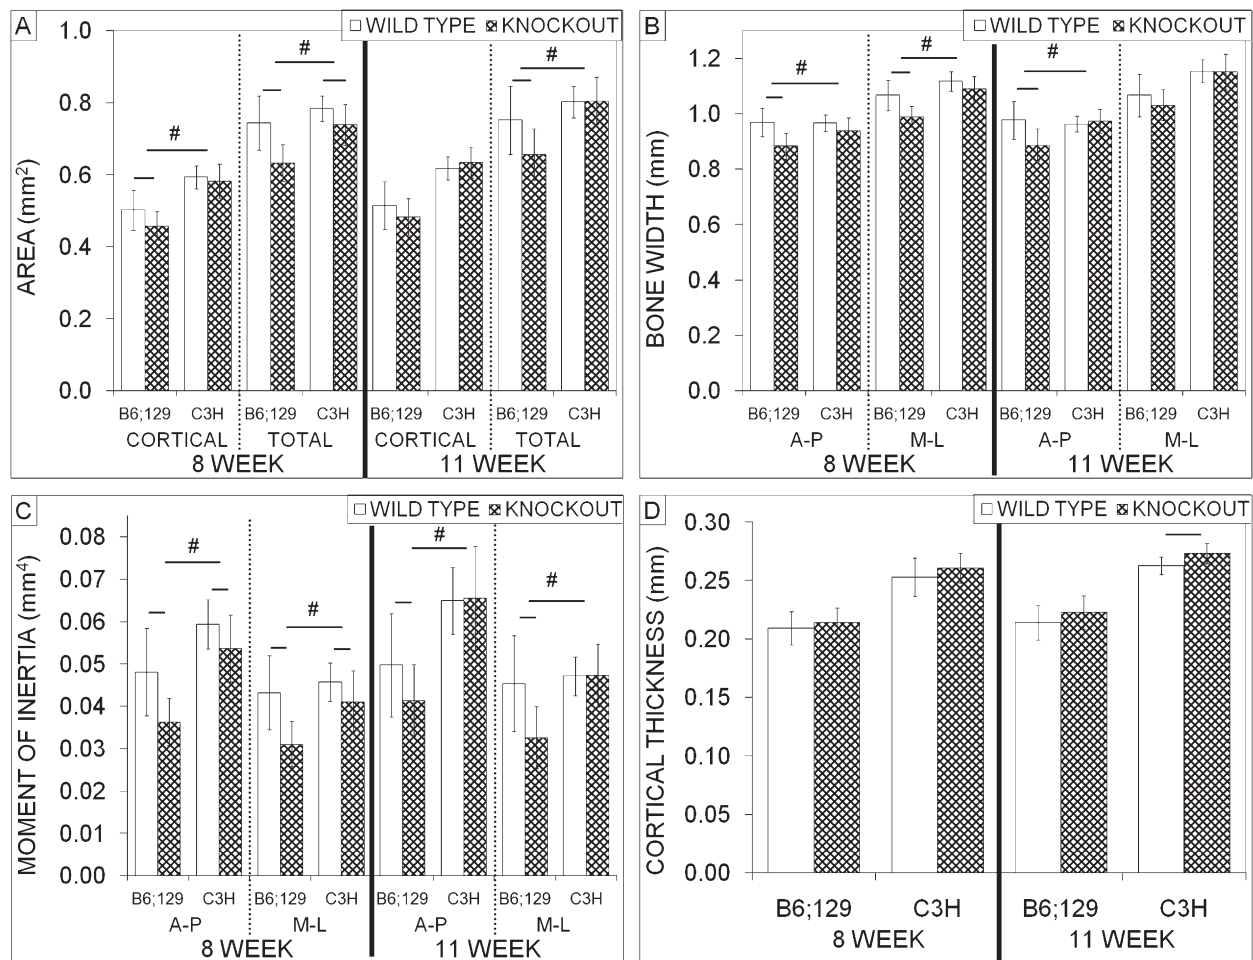 A
WILD TYPE KNOCKOUT
AREA (mm²)
1.0
0.8
0.6
0.4
0.2
0.0
#
#
#
B6;129 C3H B6;129 C3H B6;129 C3H B6;129 C3H
CORTICAL TOTAL CORTICAL TOTAL
8 WEEK 11 WEEK
B
WILD TYPE KNOCKOUT
BONE WIDTH (mm)
1.2
1.0
0.8
0.6
0.4
0.2
0.0
#
#
#
B6;129 C3H B6;129 C3H B6;129 C3H B6;129 C3H
A-P M-L A-P M-L
8 WEEK 11 WEEK
C
WILD TYPE KNOCKOUT
MOMENT OF INERTIA (mm⁴)
0.08
0.07
0.06
0.05
0.04
0.03
0.02
0.01
0.00
#
#
#
#
B6;129 C3H B6;129 C3H B6;129 C3H B6;129 C3H
A-P M-L A-P M-L
8 WEEK 11 WEEK
D
WILD TYPE KNOCKOUT
CORTICAL THICKNESS (mm)
0.30
0.25
0.20
0.15
0.10
0.05
0.00
B6;129 C3H B6;129 C3H
8 WEEK 11 WEEK